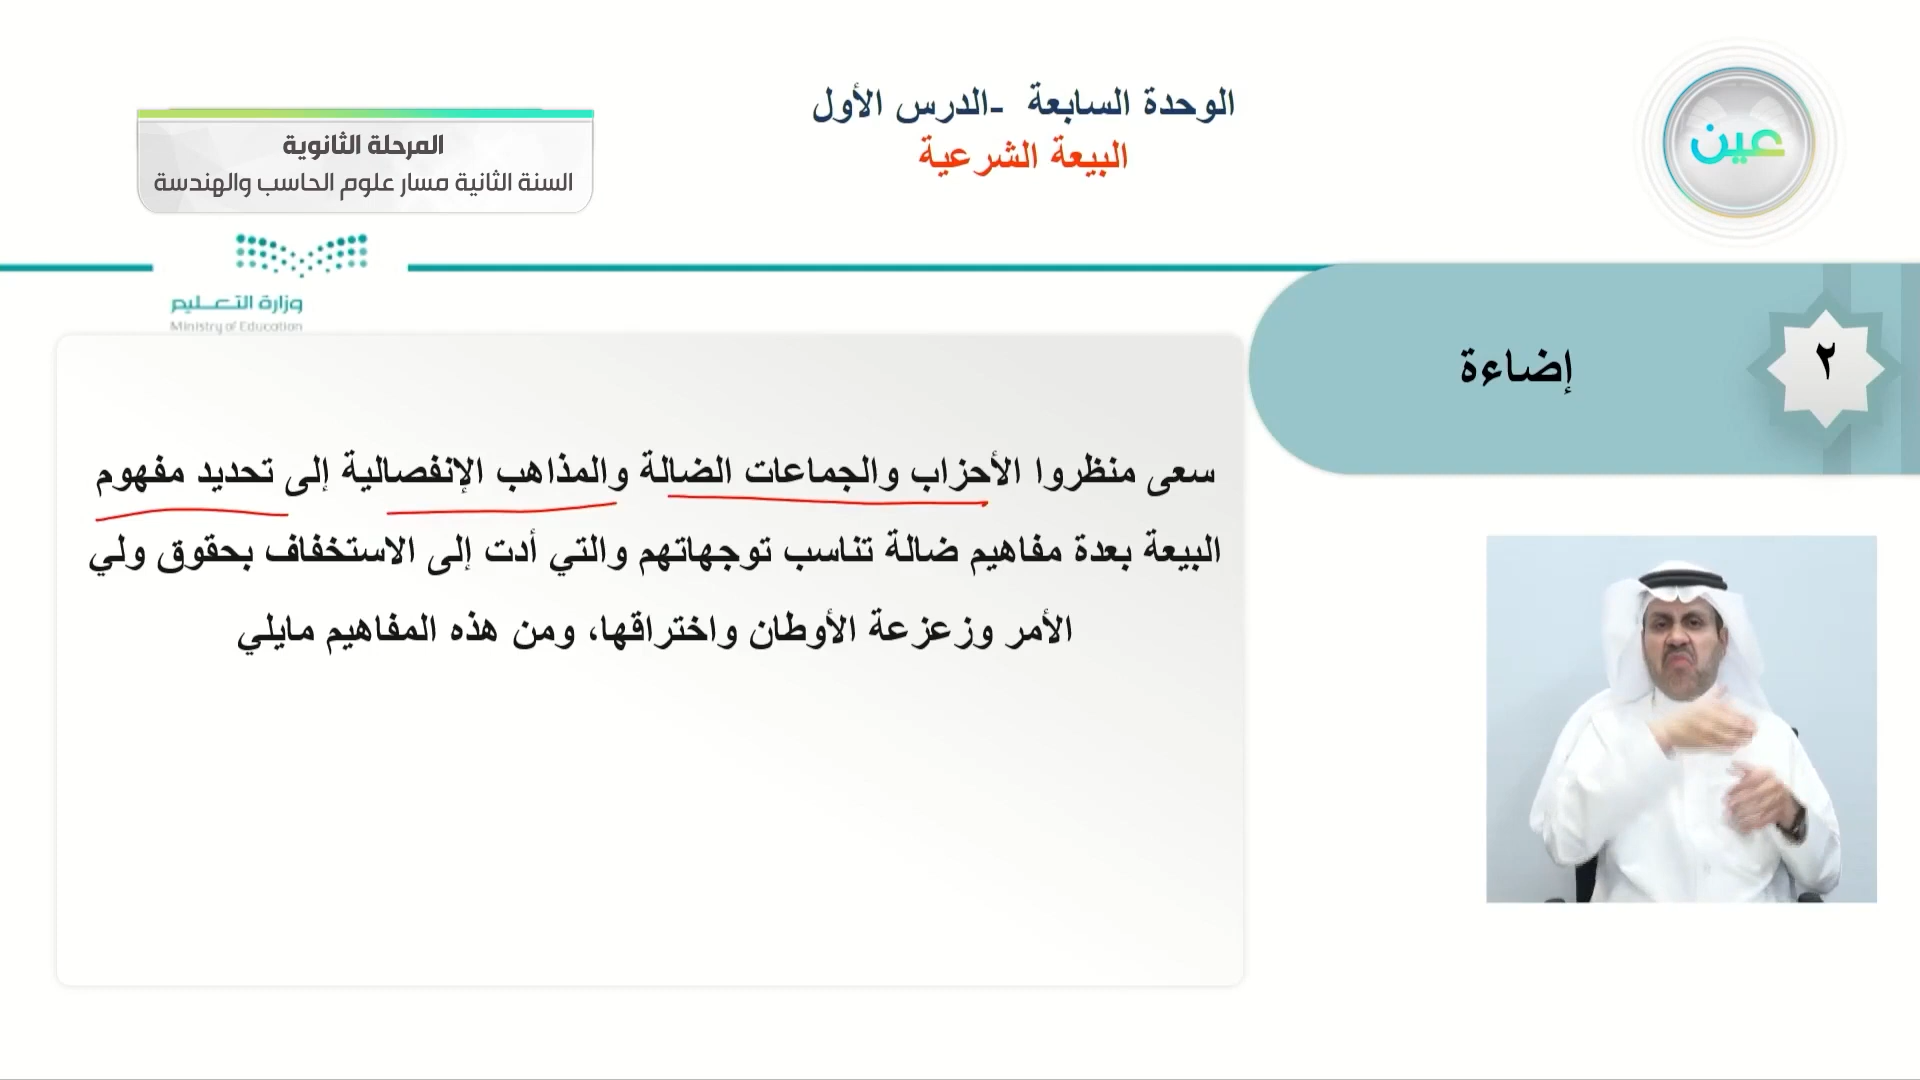 الوحدة السابعة -الدرس الأول
البيعة الشرعية
عين
المرحلة الثانوية
السنة الثانية مسار علوم الحاسب والهندسة
وزارة التعليم
Ministry of Education
٢
إضاءة
سعى منظروا الأحزاب والجماعات الضالة والمذاهب الإنفصالية إلى تحديد مفهوم
البيعة بعدة مفاهيم ضالة تناسب توجهاتهم والتي أدت إلى الاستخفاف بحقوق ولي
الأمر وزعزعة الأوطان واختراقها، ومن هذه المفاهيم مايلي